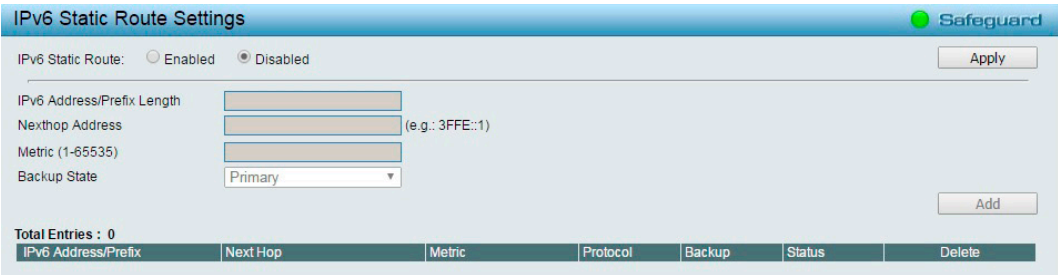 IPv6 Static Route Settings Safeguard
IPv6 Static Route: Enabled Disabled Apply
IPv6 Address/Prefix Length
Nexthop Address (e.g.: 3FFE::1)
Metric (1-65535)
Backup State Primary
Add
Total Entries : 0
IPv6 Address/Prefix Next Hop Metric Protocol Backup Status Delete